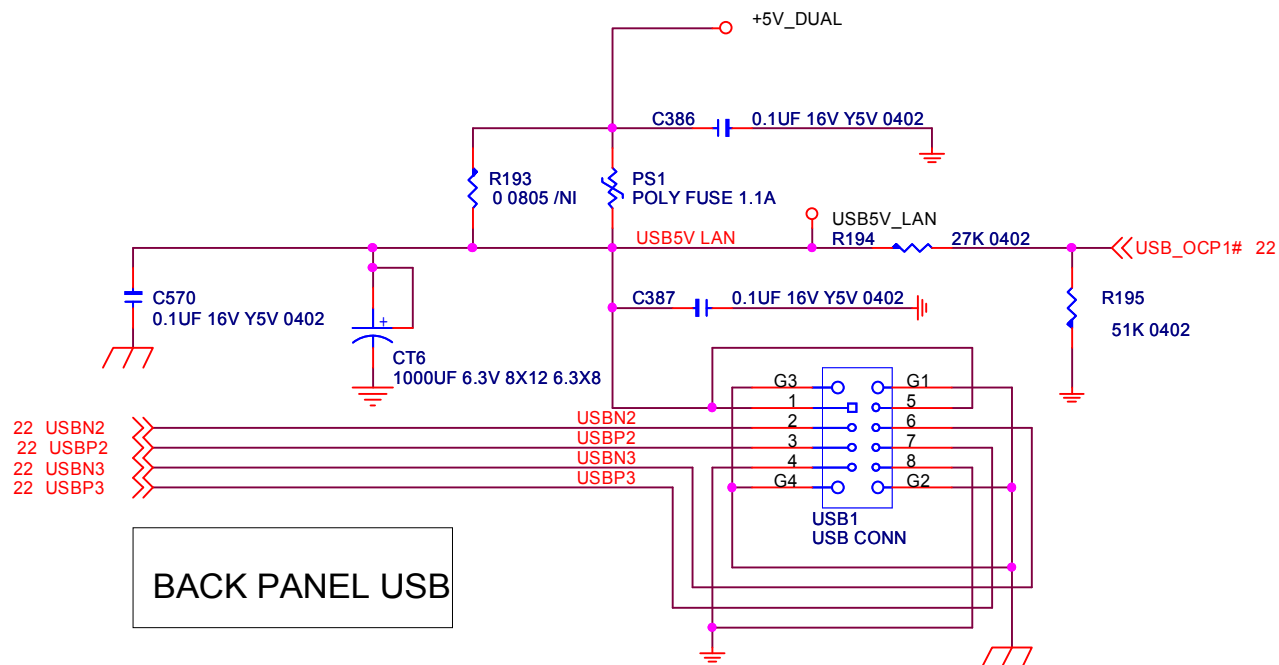 +5V_DUAL
C386
0.1UF 16V Y5V 0402
R193
0 0805 /NI
PS1
POLY FUSE 1.1A
USB5V_LAN
USB5V LAN
R194
27K 0402
USB_OCP1# 22
C570
0.1UF 16V Y5V 0402
C387
0.1UF 16V Y5V 0402
R195
51K 0402
+
CT6
1000UF 6.3V 8X12 6.3X8
G3
G1
1
5
22 USBN2
USBN2
2
6
22 USBP2
USBP2
3
7
22 USBN3
USBN3
4
8
22 USBP3
USBP3
G4
G2
USB1
USB CONN
BACK PANEL USB